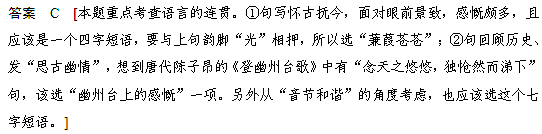 答案 C [本题重点考查语言的连贯。①句写怀古抚今，面对眼前景致，感慨颇多，且
应该是一个四字短语，要与上句韵脚“光”相押，所以选“蒹葭苍苍”；②句回顾历史、
发“思古幽情”，想到唐代陈子昂的《登幽州台歌》中有“念天之悠悠，独怆然而涕下”
句，该选“幽州台上的感慨”一项。另外从“音节和谐”的角度考虑，也应该选这个七
字短语。]